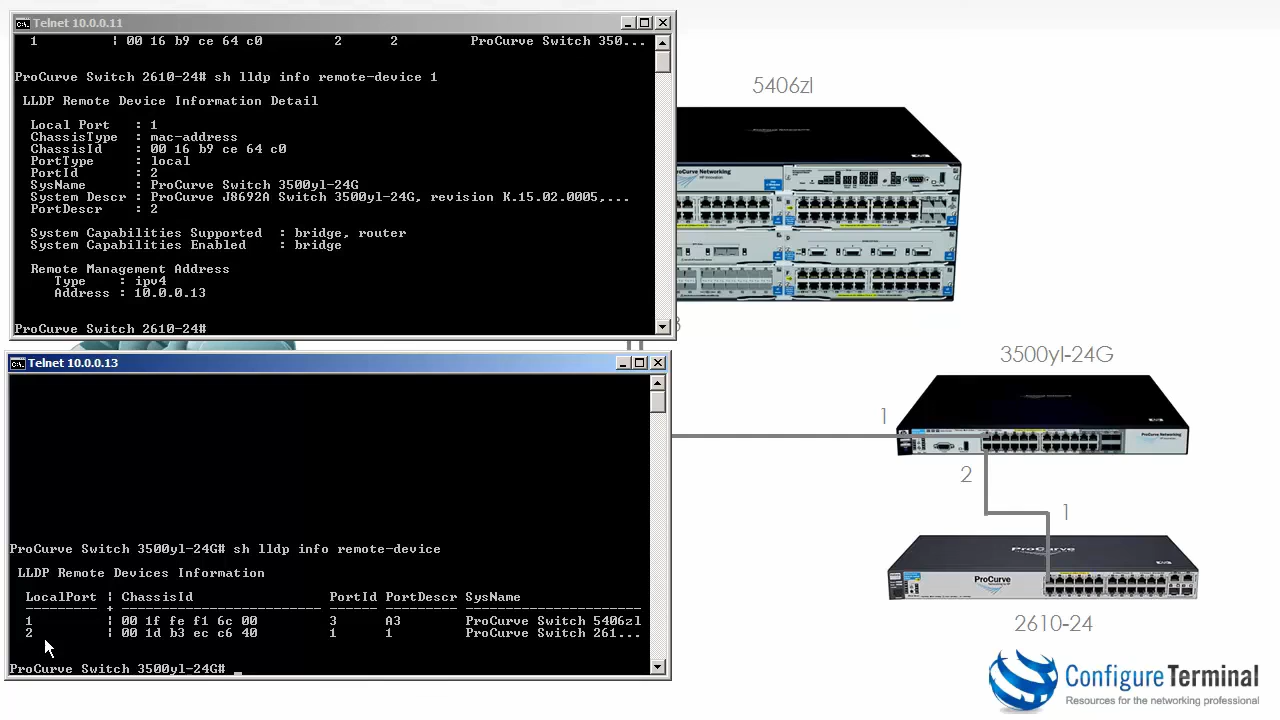 Telnet 10.0.0.11
1 ¦ 00 16 b9 ce 64 c0 2 2 ProCurve Switch 350...
ProCurve Switch 2610-24# sh lldp info remote-device 1
LLDP Remote Device Information Detail
Local Port : 1
ChassisType : mac-address
ChassisId : 00 16 b9 ce 64 c0
PortType : local
PortId : 2
SysName : ProCurve Switch 3500yl-24G
System Descr : ProCurve J8692A Switch 3500yl-24G, revision K.15.02.0005,...
PortDescr : 2
System Capabilities Supported : bridge, router
System Capabilities Enabled : bridge
Remote Management Address
Type : ipv4
Address : 10.0.0.13
ProCurve Switch 2610-24#
Telnet 10.0.0.13
ProCurve Switch 3500yl-24G# sh lldp info remote-device
LLDP Remote Devices Information
LocalPort ¦ ChassisId PortId PortDescr SysName
--------- + ------------------------- ------ --------- ----------------------
1 ¦ 00 1f fe f1 6c 00 3 A3 ProCurve Switch 5406zl
2 ¦ 00 1d b3 ec c6 40 1 1 ProCurve Switch 261...
ProCurve Switch 3500yl-24G# _
5406zl
ProCurve Networking
3500yl-24G
1
ProCurve Networking
2
1
ProCurve
ProCurve
2610-24
ConfigureTerminal
Resources for the networking professional